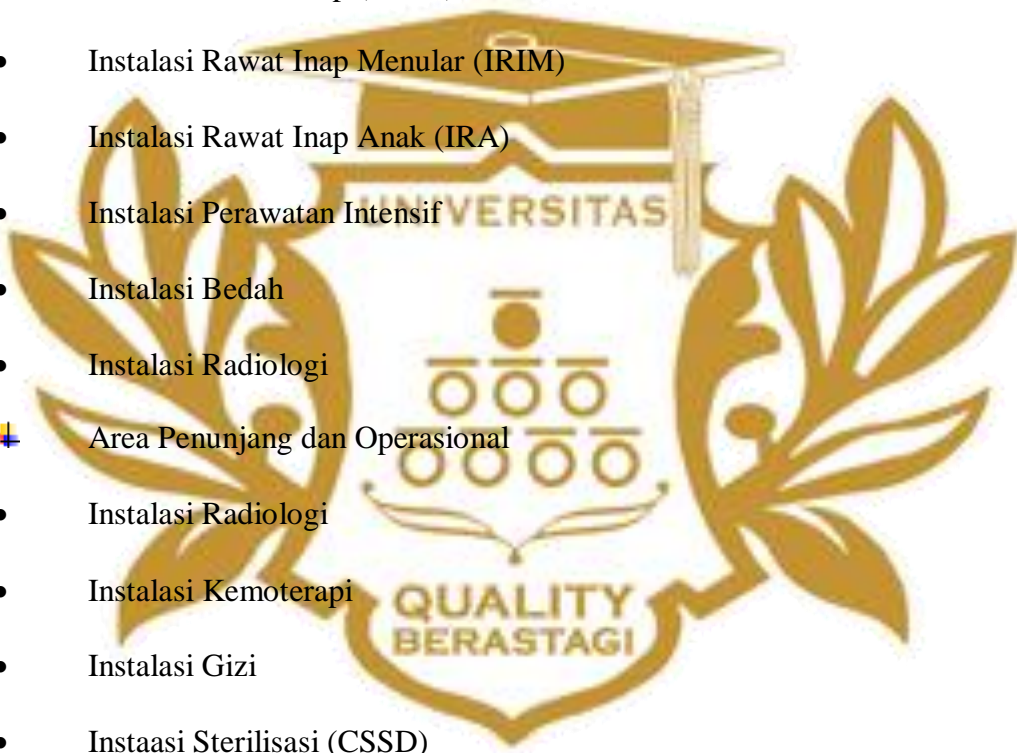 • Instalasi Rawat Inap Menular (IRIM)
• Instalasi Rawat Inap Anak (IRA)
• Instalasi Perawatan Intensif
UNIVERSITAS
• Instalasi Bedah
• Instalasi Radiologi
Area Penunjang dan Operasional
• Instalasi Radiologi
• Instalasi Kemoterapi
QUALITY
BERASTAGI
• Instalasi Gizi
• Instaasi Sterilisasi (CSSD)